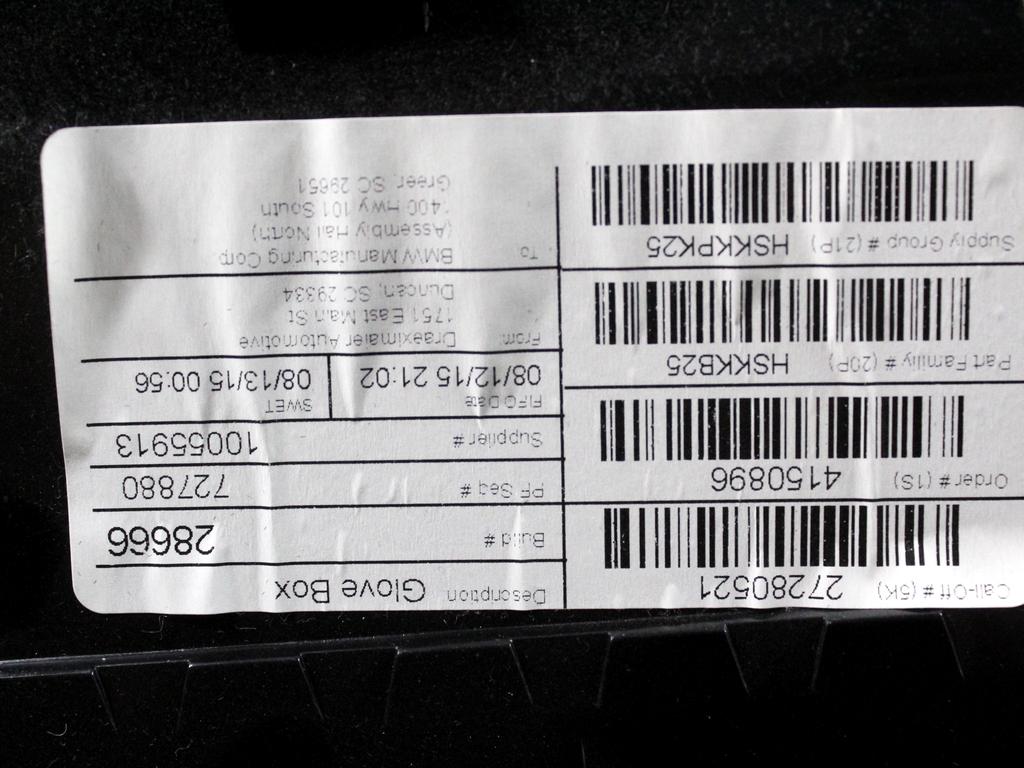 Call-Off # (5K) 27280521
Order # (1S) 4150896
Part Family # (20P) HSKKB25
Supply Group # (21P) HSKKPK25
Description Glove Box
Build # 28666
PF Seq # 727880
Supplier # 10055913
FIFO Date SWET
08/12/15 21:02 08/13/15 00:56
From: Draeximaier Automotive
1751 East Main St
Duncan, SC 29334
To BMW Manufacturing Corp
(Assembly Hall North)
1400 Hwy 101 South
Greer, SC 29651